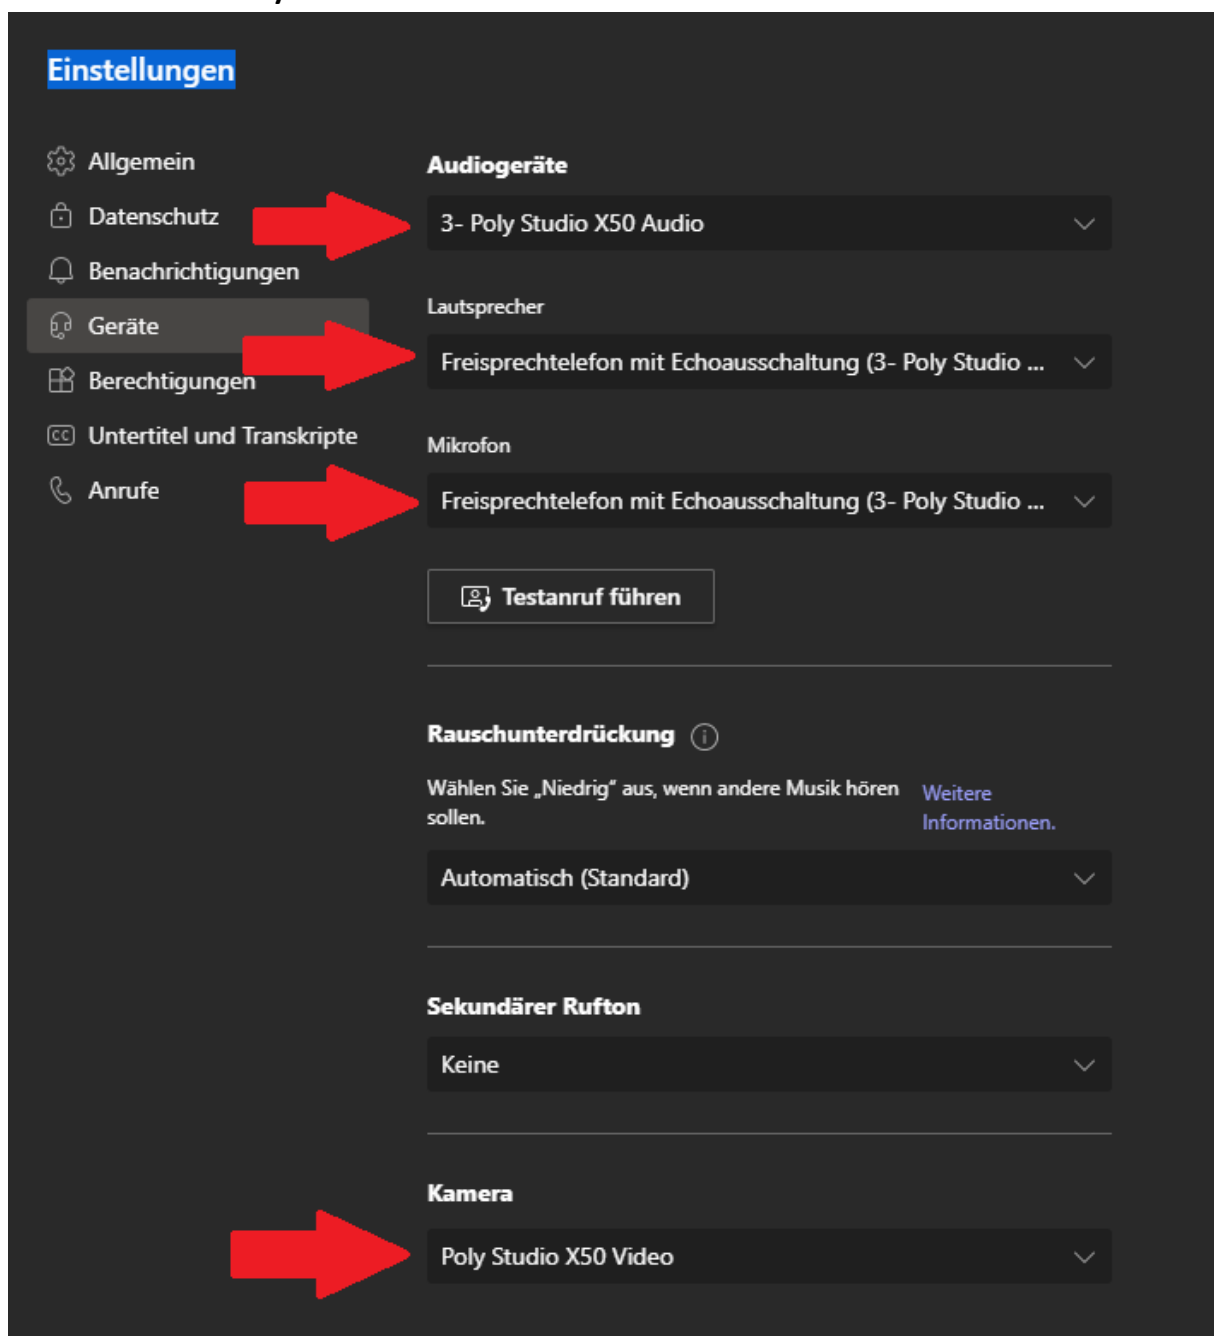 Einstellungen
Allgemein
Datenschutz
Benachrichtigungen
Geräte
Berechtigungen
Untertitel und Transkripte
Anrufe
Audiogeräte
3- Poly Studio X50 Audio
Lautsprecher
Freisprechtelefon mit Echoausschaltung (3- Poly Studio ...
Mikrofon
Freisprechtelefon mit Echoausschaltung (3- Poly Studio ...
Testanruf führen
Rauschunterdrückung
Wählen Sie „Niedrig“ aus, wenn andere Musik hören
sollen.
Weitere
Informationen.
Automatisch (Standard)
Sekundärer Rufton
Keine
Kamera
Poly Studio X50 Video